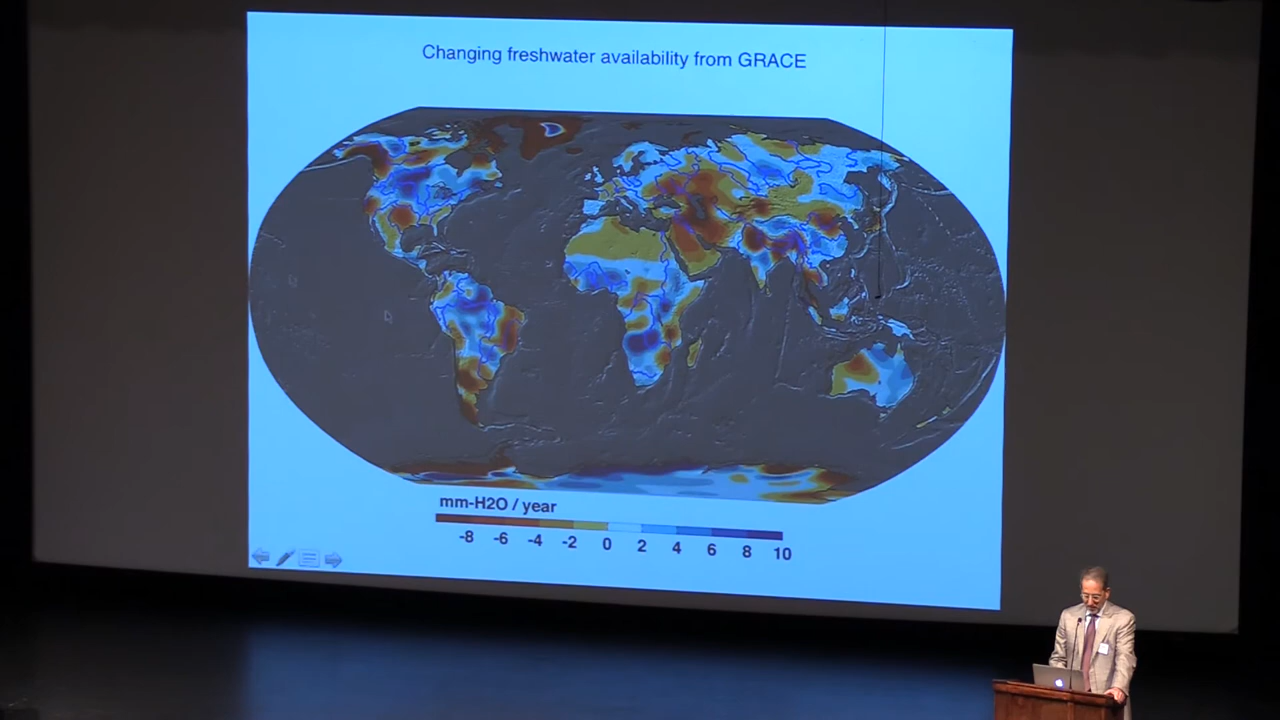 Changing freshwater availability from GRACE
mm-H2O / year
-8 -6 -4 -2 0 2 4 6 8 10